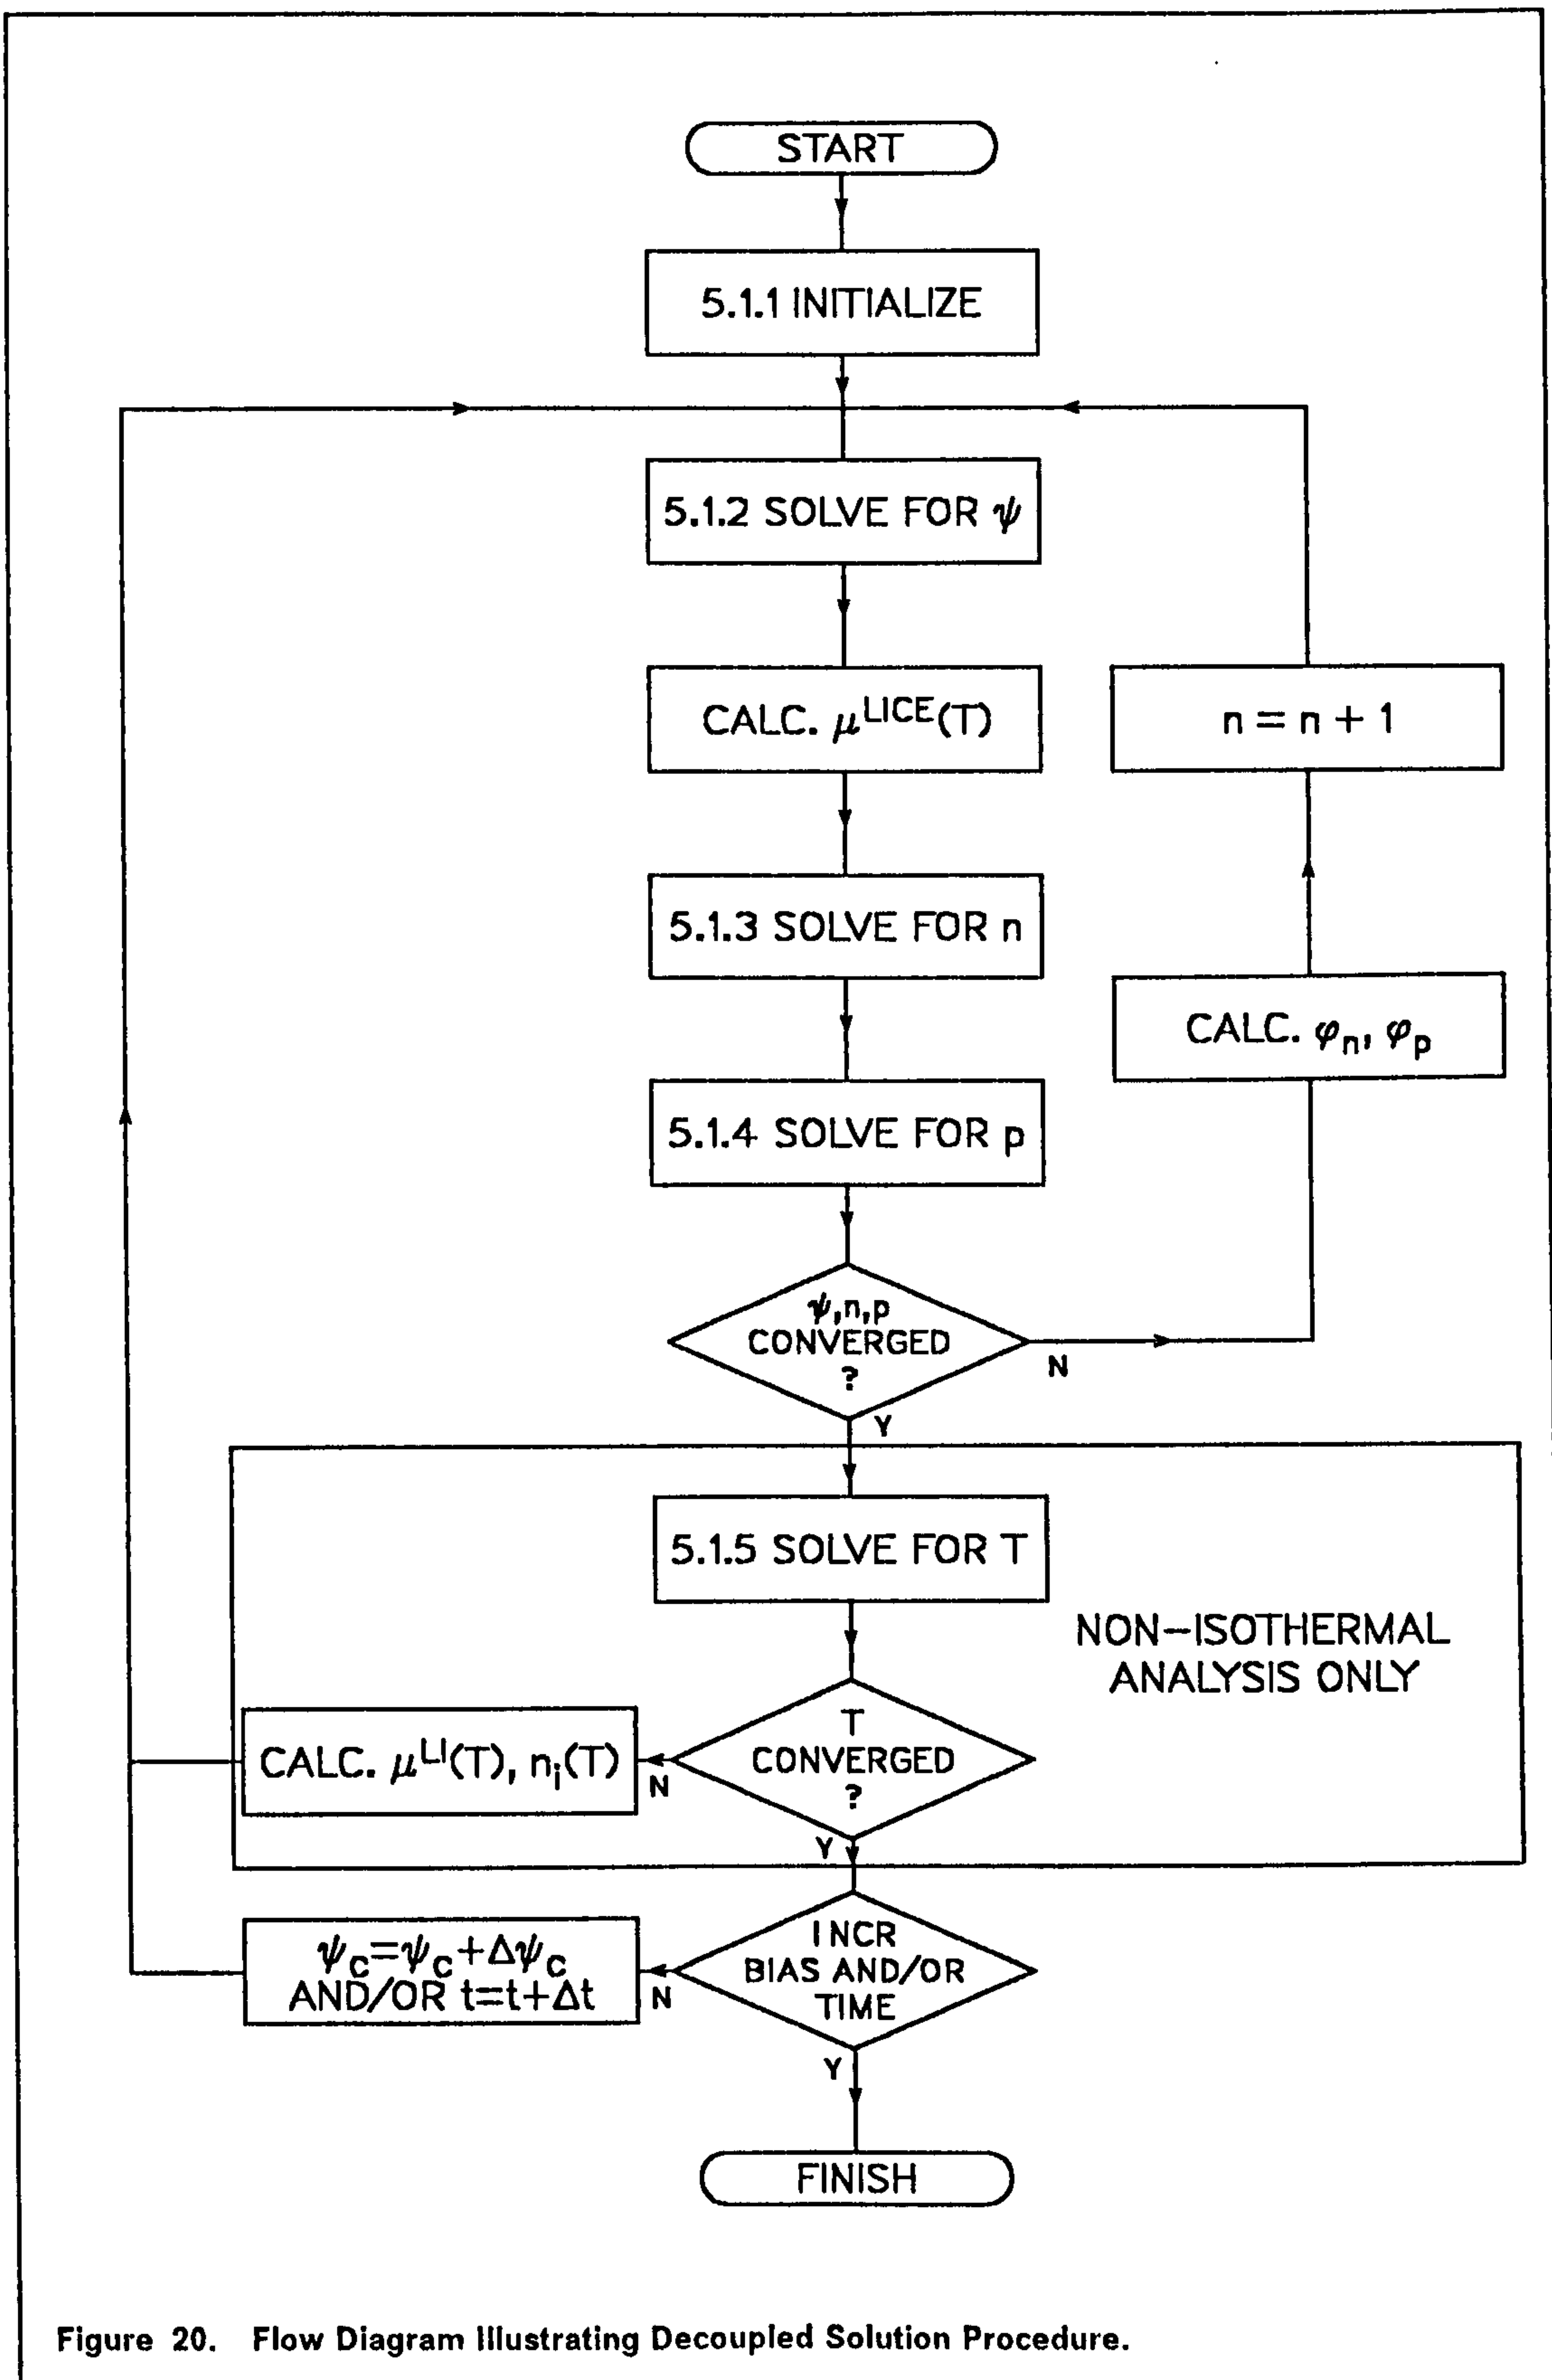 START
5.1.1 INITIALIZE
5.1.2 SOLVE FOR ψ
CALC. μ^LICE(T)
n = n + 1
5.1.3 SOLVE FOR n
CALC. φn, φp
5.1.4 SOLVE FOR p
ψ,n,p
CONVERGED
?
N
Y
5.1.5 SOLVE FOR T
NON-ISOTHERMAL
ANALYSIS ONLY
T
CONVERGED
?
N
CALC. μ^LI(T), ni(T)
Y
INCR
BIAS AND/OR
TIME
N
ψc=ψc+Δψc
AND/OR t=t+Δt
Y
FINISH
Figure 20. Flow Diagram Illustrating Decoupled Solution Procedure.